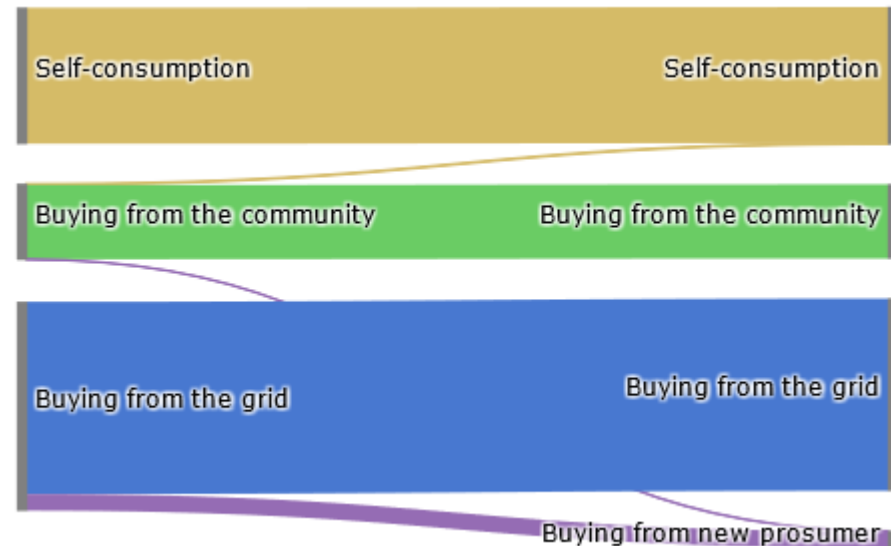 Self-consumption
Self-consumption
Buying from the community
Buying from the community
Buying from the grid
Buying from the grid
Buying from new prosumer